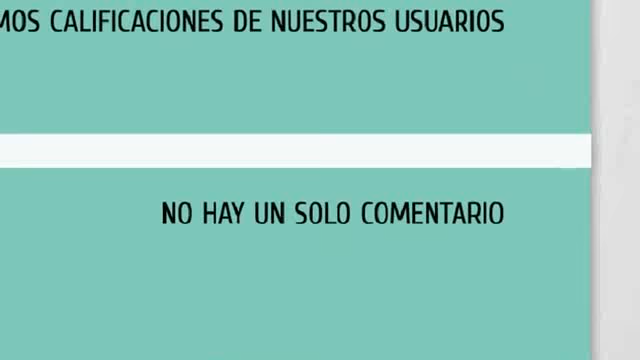 MOS CALIFICACIONES DE NUESTROS USUARIOS
NO HAY UN SOLO COMENTARIO